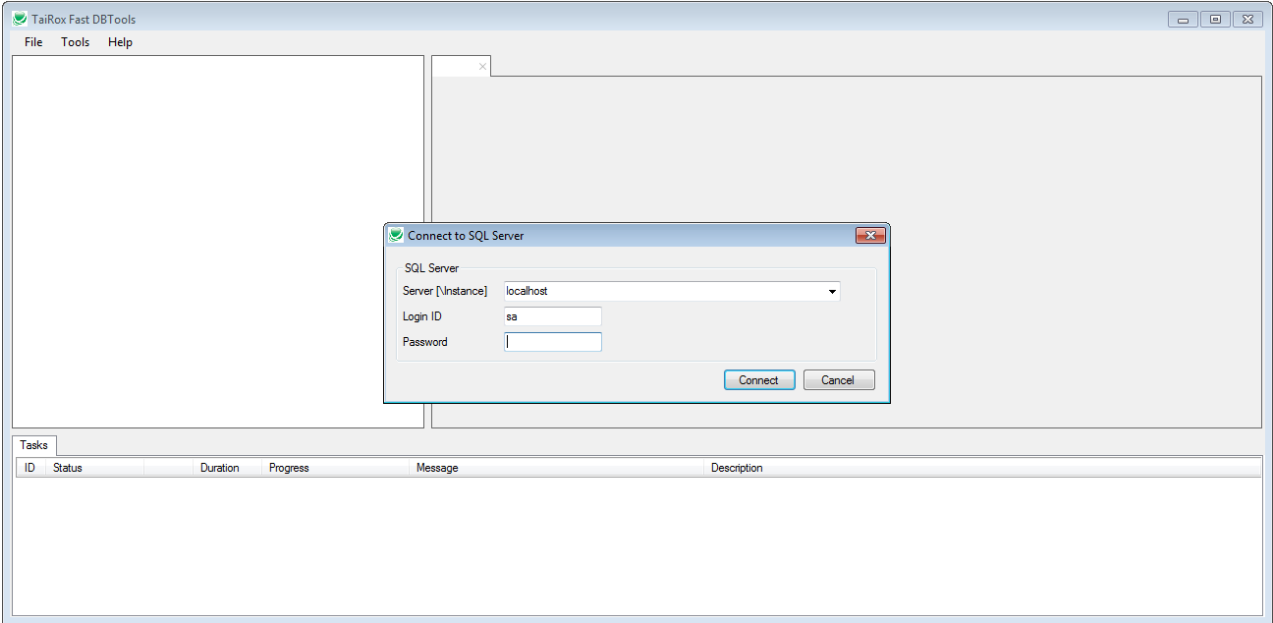 TaiRox Fast DBTools
File Tools Help
Connect to SQL Server
SQL Server
Server [\Instance] localhost
Login ID sa
Password
Connect Cancel
Tasks
ID Status Duration Progress Message Description